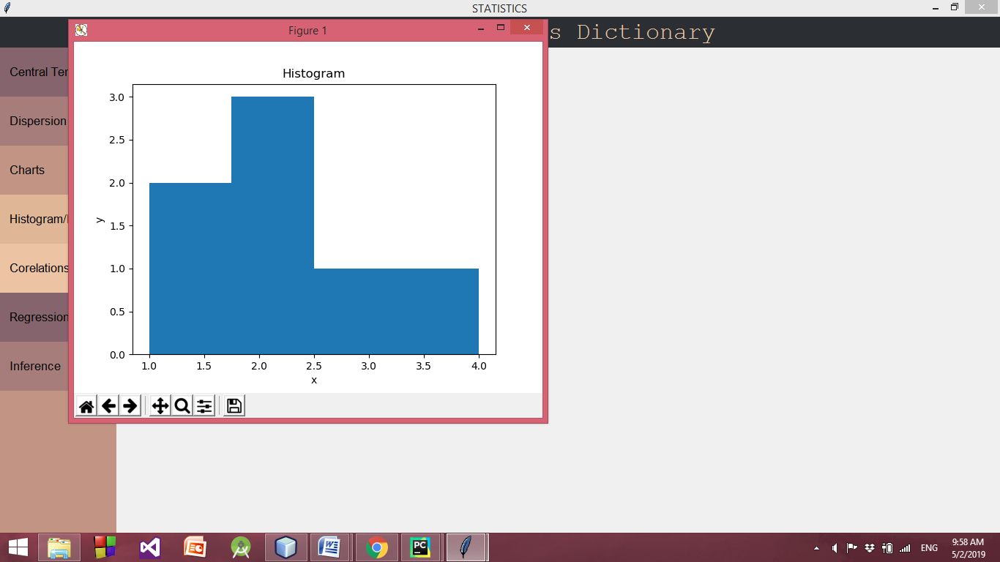 STATISTICS
s Dictionary
Figure 1
Central Ten
Dispersion
Charts
Histogram/
Corelations
Regression
Inference
Histogram
3.0
2.5
2.0
1.5
1.0
0.5
0.0
y
1.0 1.5 2.0 2.5 3.0 3.5 4.0
x
PC
ENG
9:58 AM
5/2/2019